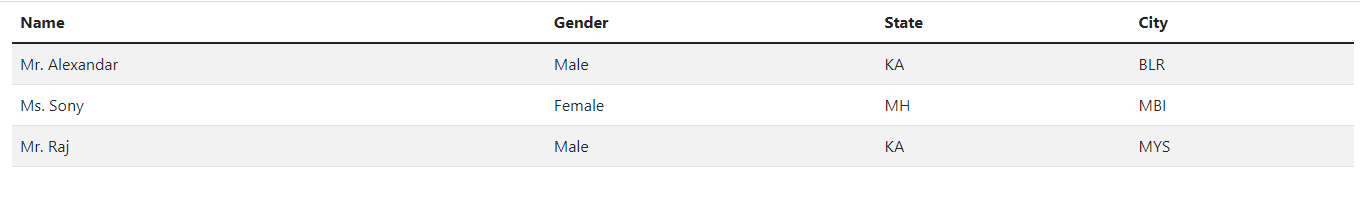 Name Gender State City
Mr. Alexandar Male KA BLR
Ms. Sony Female MH MBI
Mr. Raj Male KA MYS